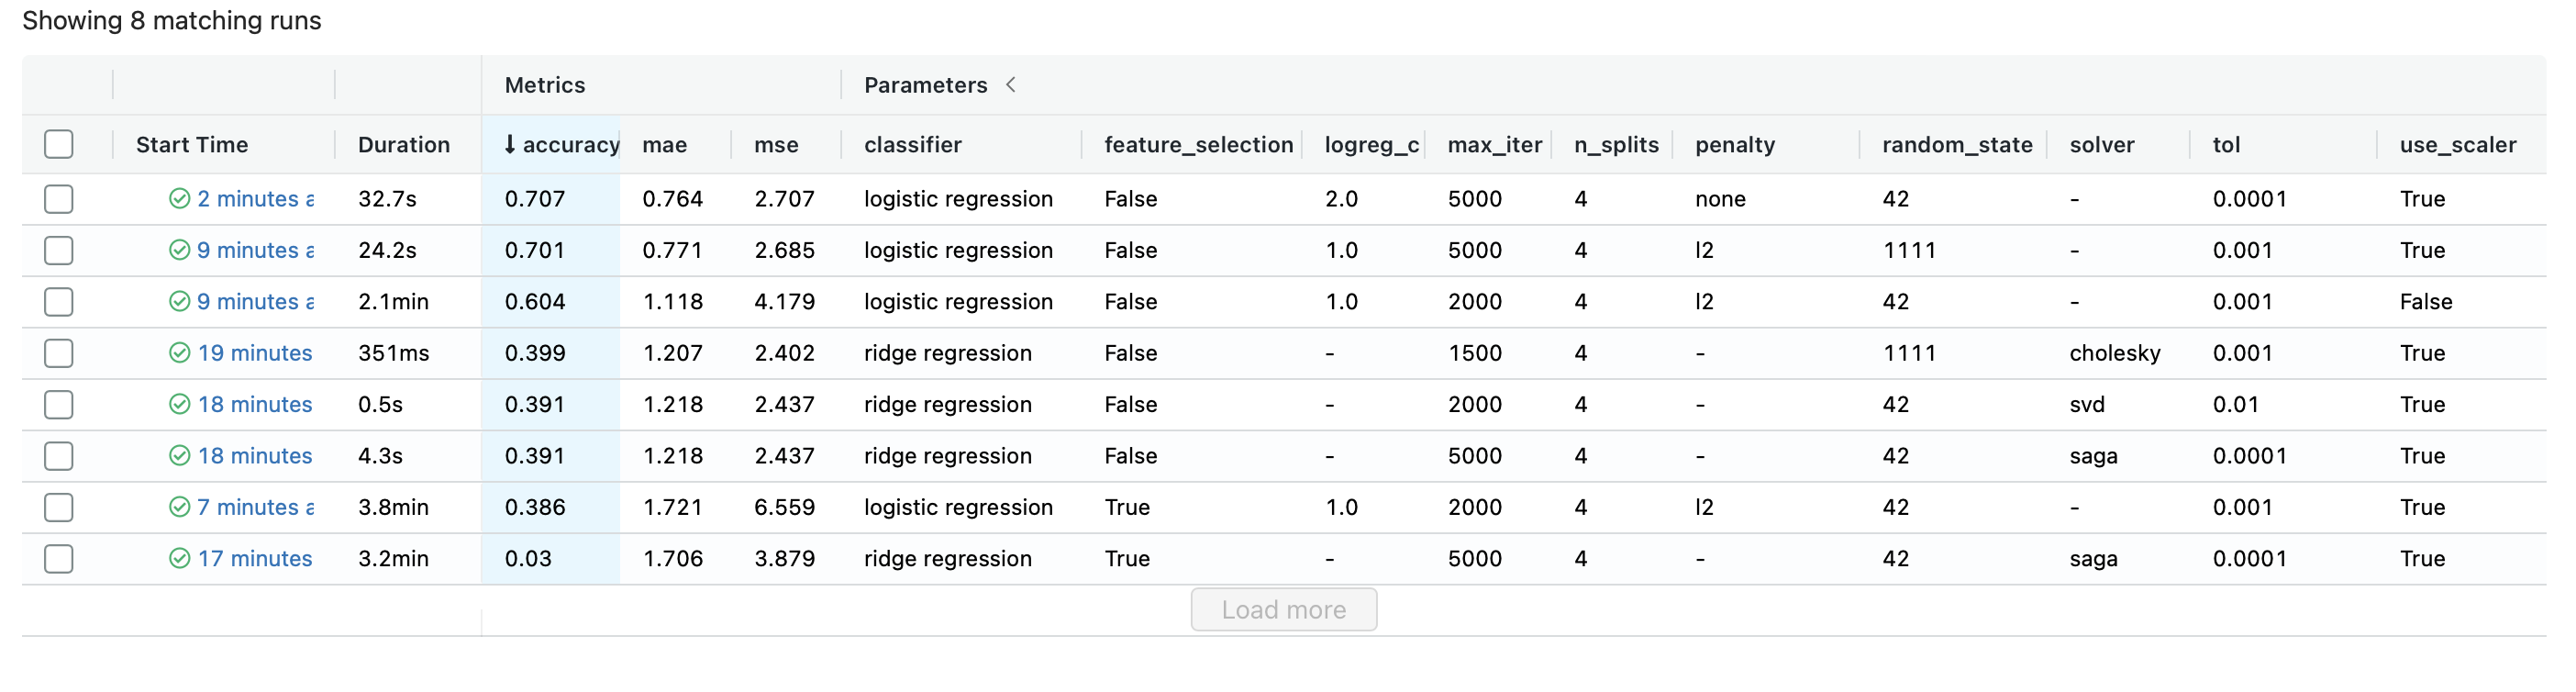 Showing 8 matching runs
Metrics Parameters
Start Time Duration ↓ accuracy mae mse classifier feature_selection logreg_c max_iter n_splits penalty random_state solver tol use_scaler
2 minutes a 32.7s 0.707 0.764 2.707 logistic regression False 2.0 5000 4 none 42 - 0.0001 True
9 minutes a 24.2s 0.701 0.771 2.685 logistic regression False 1.0 5000 4 l2 1111 - 0.001 True
9 minutes a 2.1min 0.604 1.118 4.179 logistic regression False 1.0 2000 4 l2 42 - 0.001 False
19 minutes 351ms 0.399 1.207 2.402 ridge regression False - 1500 4 - 1111 cholesky 0.001 True
18 minutes 0.5s 0.391 1.218 2.437 ridge regression False - 2000 4 - 42 svd 0.01 True
18 minutes 4.3s 0.391 1.218 2.437 ridge regression False - 5000 4 - 42 saga 0.0001 True
7 minutes a 3.8min 0.386 1.721 6.559 logistic regression True 1.0 2000 4 l2 42 - 0.001 True
17 minutes 3.2min 0.03 1.706 3.879 ridge regression True - 5000 4 - 42 saga 0.0001 True
Load more